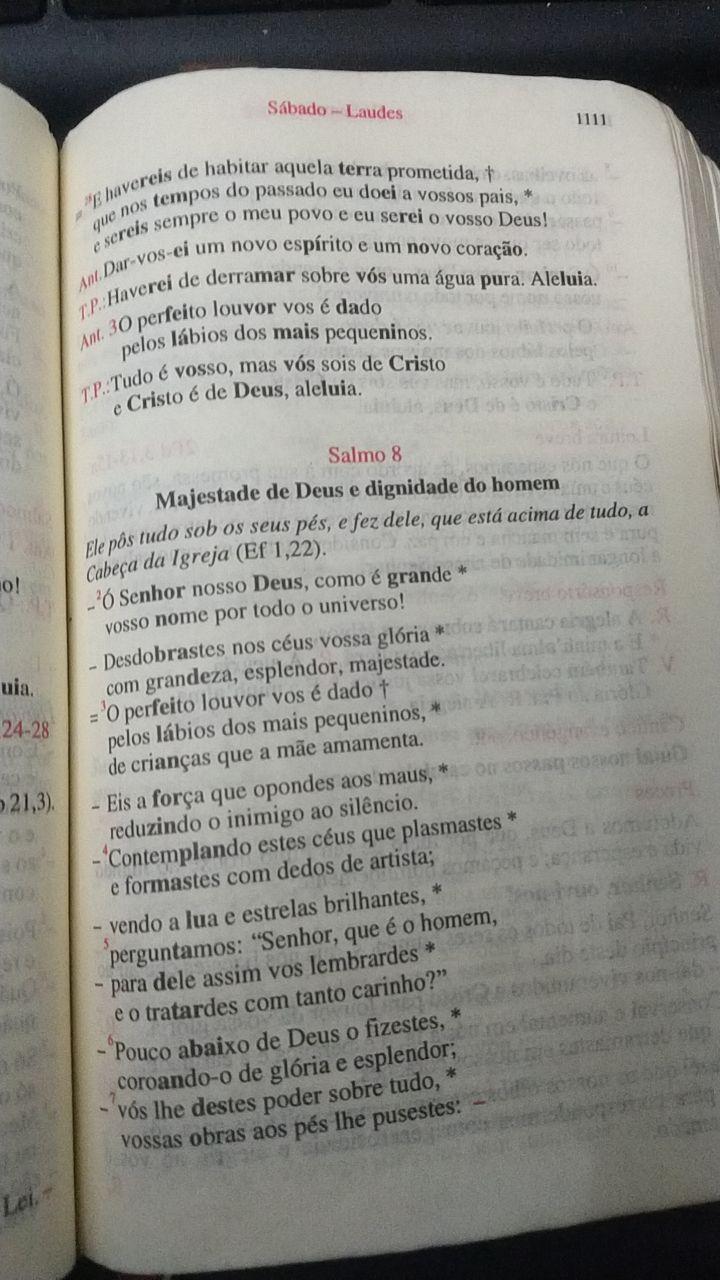 Sábado – Laudes
1111
= ²⁸E havereis de habitar aquela terra prometida, †
que nos tempos do passado eu doei a vossos pais, *
e sereis sempre o meu povo e eu serei o vosso Deus!
Ant. Dar-vos-ei um novo espírito e um novo coração.
T.P.: Haverei de derramar sobre vós uma água pura. Aleluia.
Ant. 3 O perfeito louvor vos é dado
pelos lábios dos mais pequeninos.
T.P.: Tudo é vosso, mas vós sois de Cristo
e Cristo é de Deus, aleluia.
Salmo 8
Majestade de Deus e dignidade do homem
Ele pôs tudo sob os seus pés, e fez dele, que está acima de tudo, a
Cabeça da Igreja (Ef 1,22).
– ²Ó Senhor nosso Deus, como é grande *
vosso nome por todo o universo!
– Desdobrastes nos céus vossa glória *
com grandeza, esplendor, majestade.
= ³O perfeito louvor vos é dado †
pelos lábios dos mais pequeninos, *
de crianças que a mãe amamenta.
– Eis a força que opondes aos maus, *
reduzindo o inimigo ao silêncio.
– ⁴Contemplando estes céus que plasmastes *
e formastes com dedos de artista;
– vendo a lua e estrelas brilhantes, *
⁵perguntamos: “Senhor, que é o homem,
– para dele assim vos lembrardes *
e o tratardes com tanto carinho?”
– ⁶Pouco abaixo de Deus o fizestes, *
coroando-o de glória e esplendor;
– ⁷vós lhe destes poder sobre tudo, *
vossas obras aos pés lhe pusestes: –
o!
uia.
24-28
21,3).
Lei. –